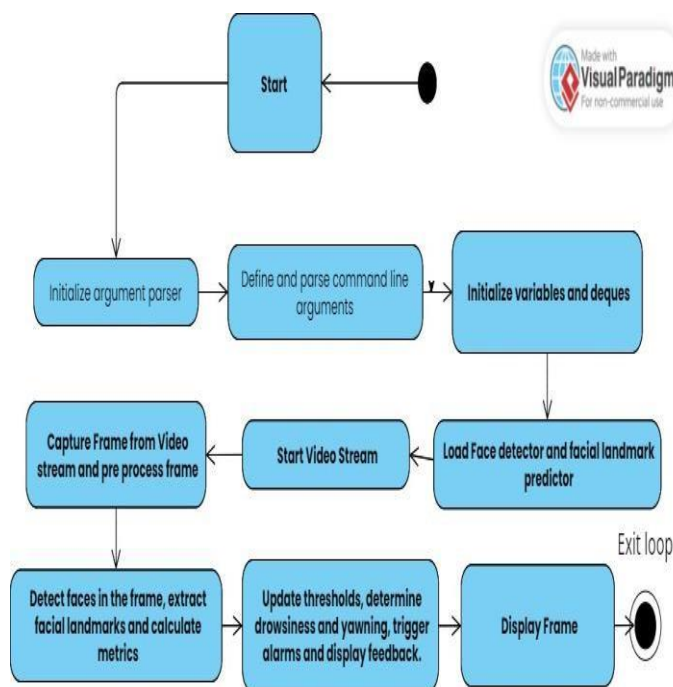 Made with
Visual Paradigm
For non-commercial use
Start
Initialize argument parser
Define and parse command line
arguments
Initialize variables and deques
Capture Frame from Video
stream and pre process frame
Start Video Stream
Load Face detector and facial landmark
predictor
Exit loop
Detect faces in the frame, extract
facial landmarks and calculate
metrics
Update thresholds, determine
drowsiness and yawning, trigger
alarms and display feedback.
Display Frame